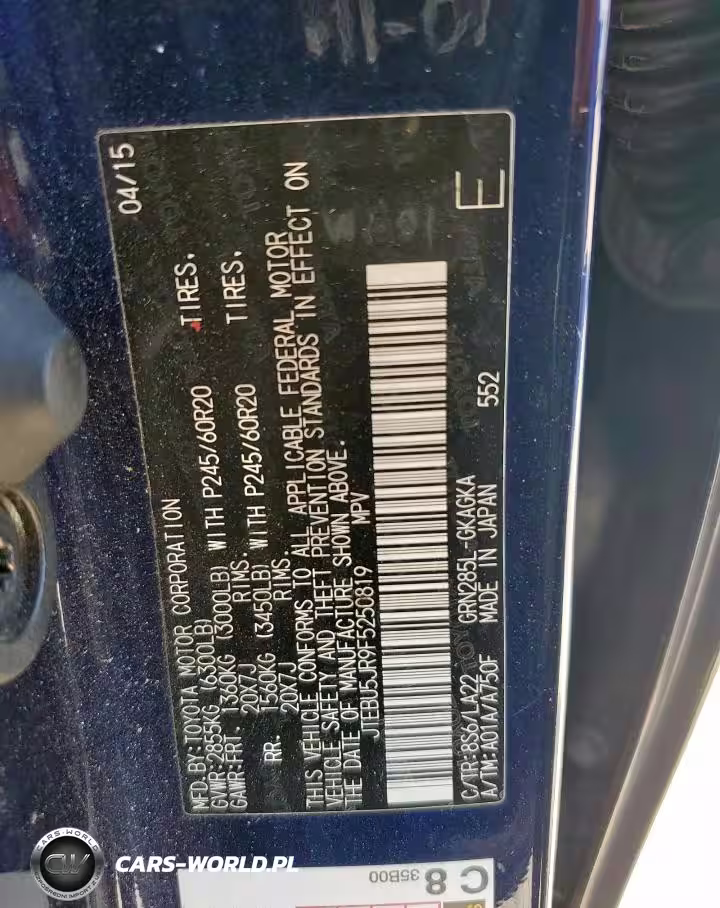 MFD.BY:TOYOTA MOTOR CORPORATION 04/15
GVWR:2855KG (6300LB)
GAWR:FRT. 1360KG (3000LB) WITH P245/60R20 TIRES.
20X7J RIMS.
RR. 1560KG (3450LB) WITH P245/60R20 TIRES.
20X7J RIMS.
THIS VEHICLE CONFORMS TO ALL APPLICABLE FEDERAL MOTOR
VEHICLE SAFETY AND THEFT PREVENTION STANDARDS IN EFFECT ON
THE DATE OF MANUFACTURE SHOWN ABOVE.
JTEBU5JR9F5250819 MPV
C/TR:8S6/LA22 GRN285L-GKAGKA 552
A/TM:A01A/A750F MADE IN JAPAN E
C 8
35B00
CARS-WORLD
CW
CARS-WORLD.PL